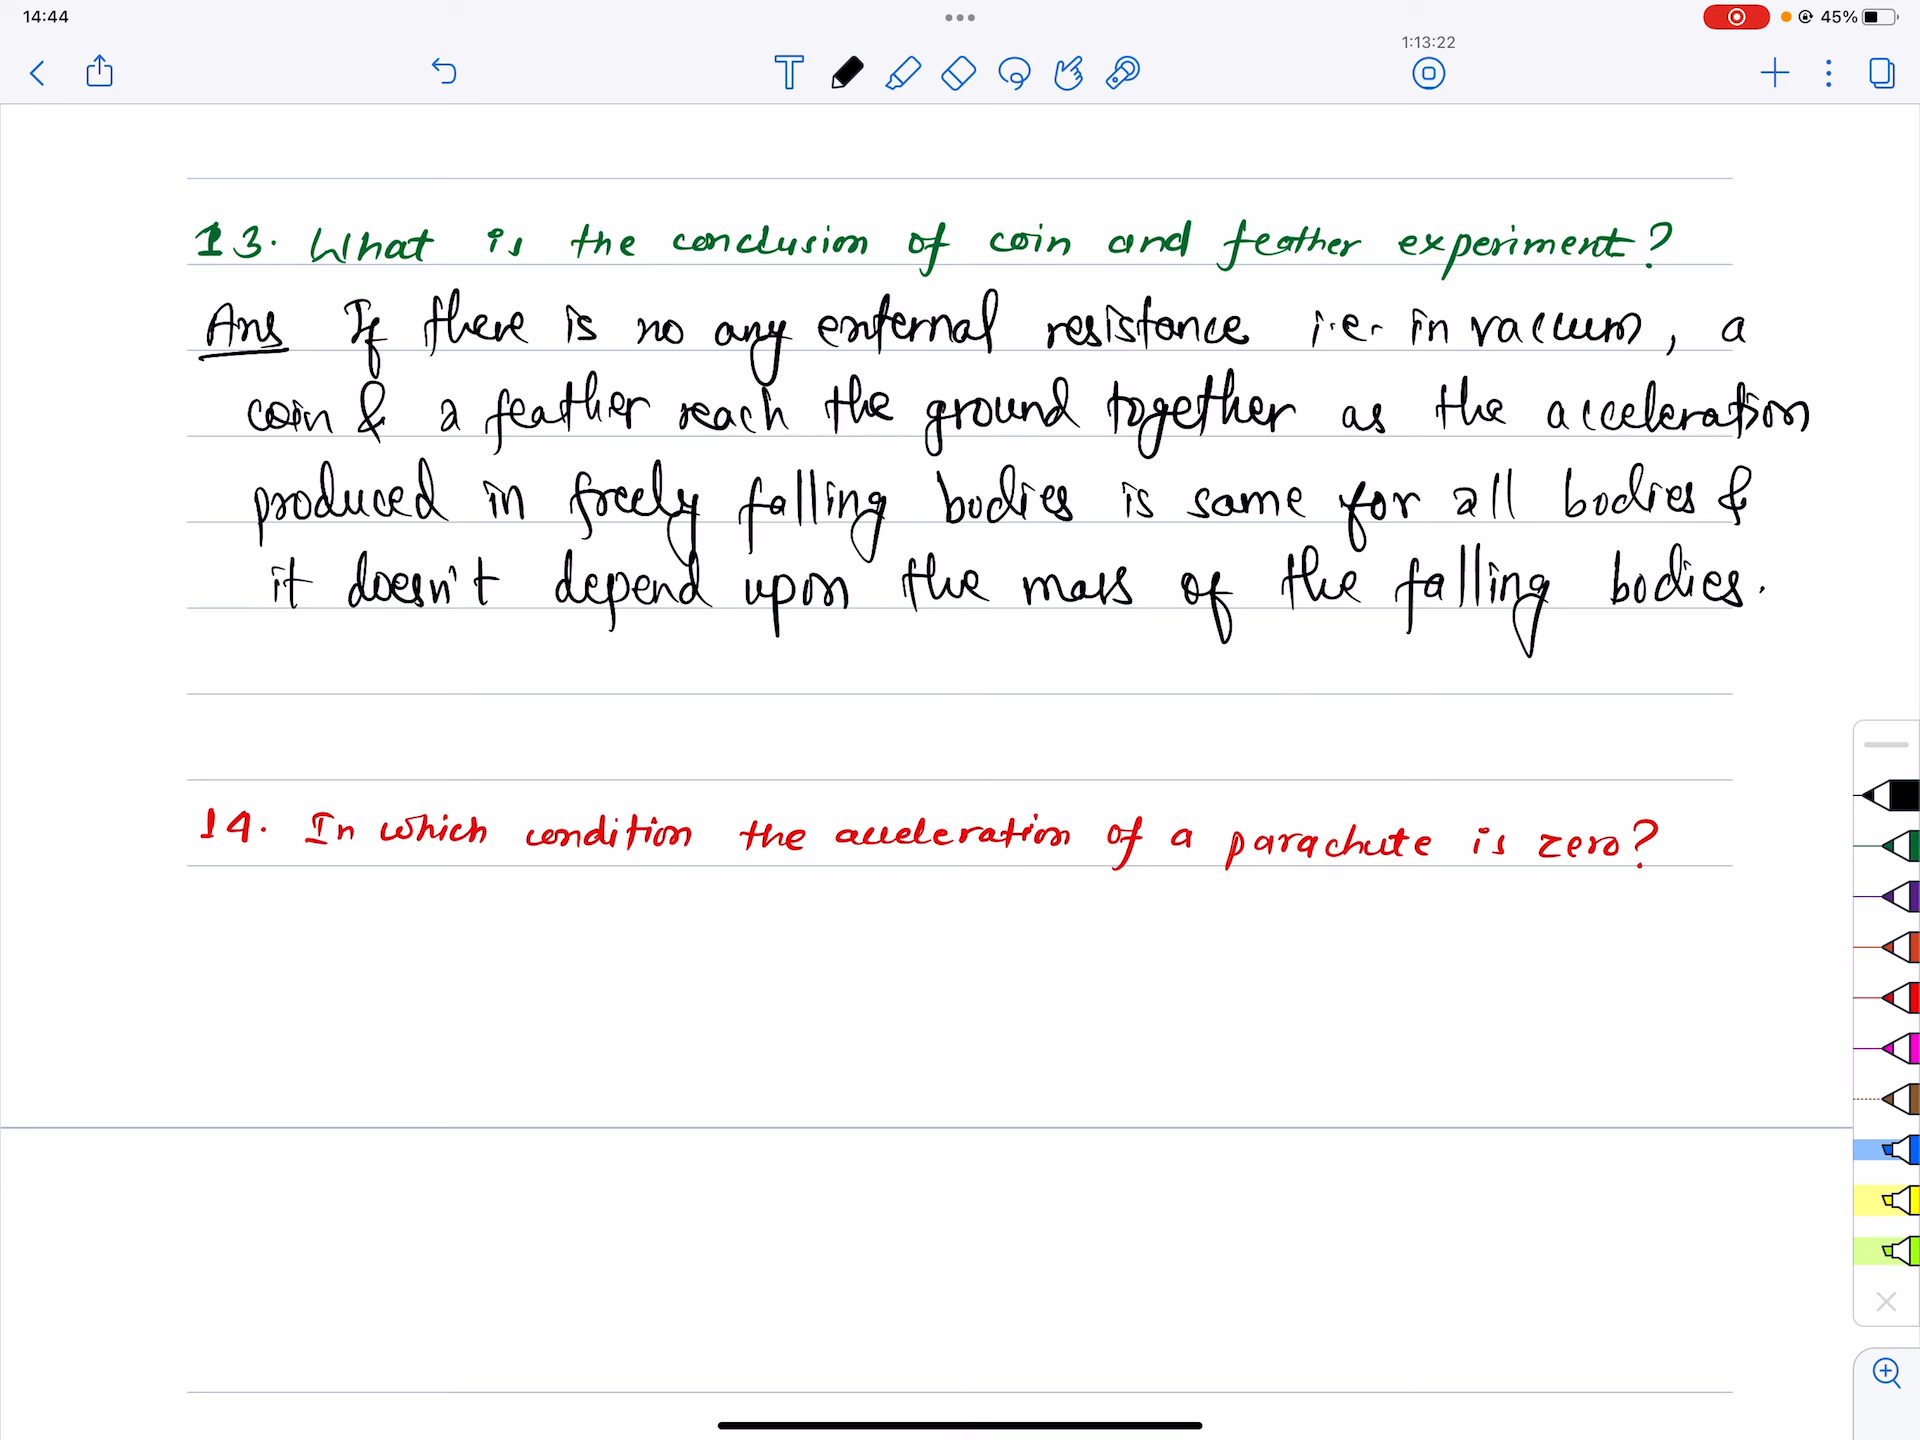 14:44
45%
1:13:22
13. What is the conclusion of coin and feather experiment?
Ans If there is no any external resistance i.e. in vaccum, a
coin & a feather reach the ground together as the acceleration
produced in freely falling bodies is same for all bodies &
it doesn't depend upon the mass of the falling bodies.
14. In which condition the acceleration of a parachute is zero?